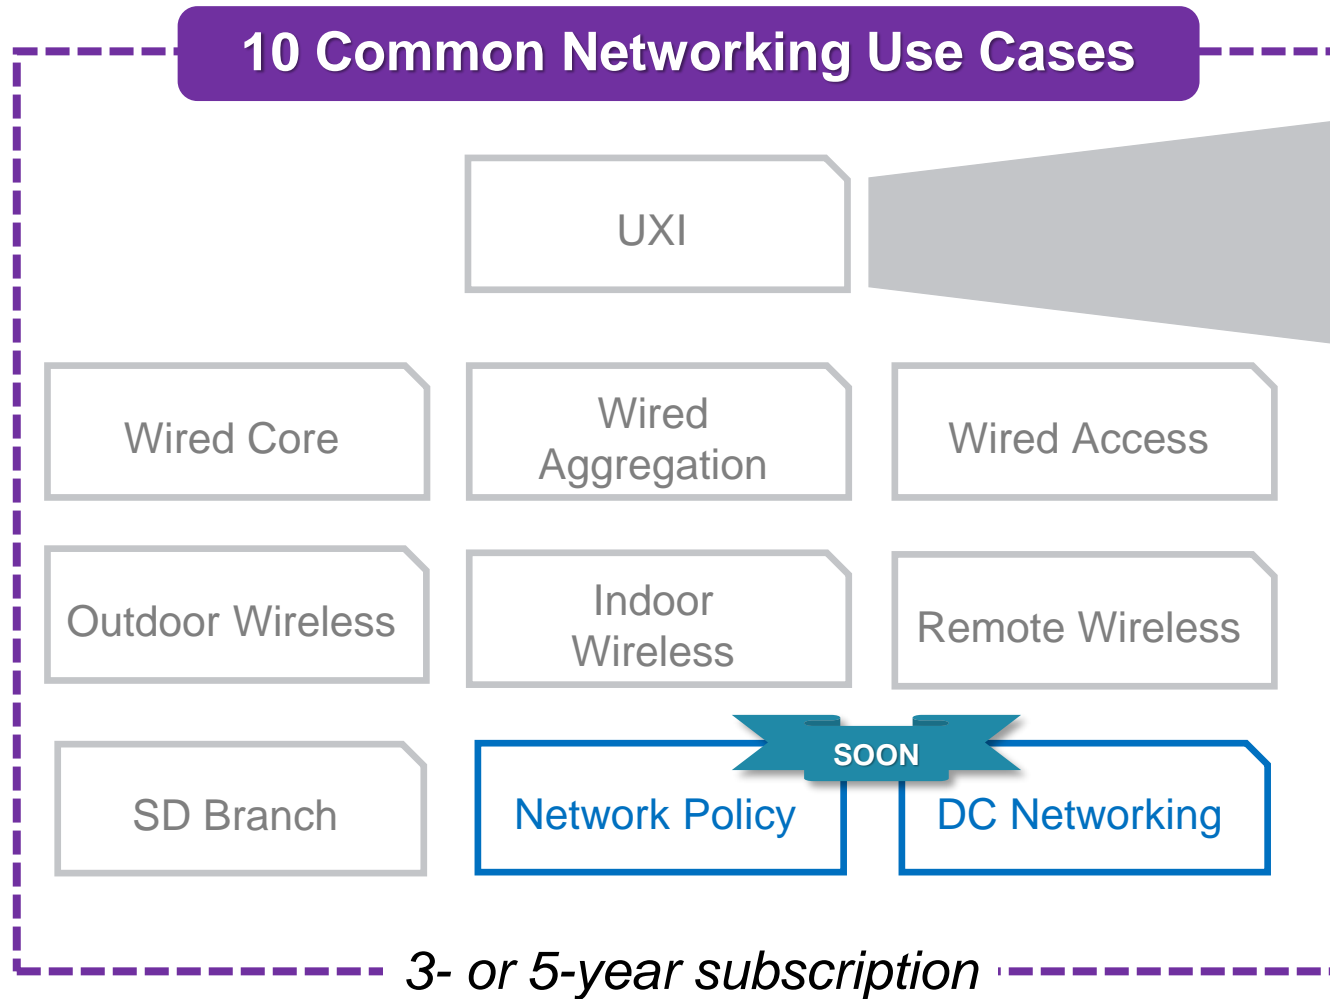 10 Common Networking Use Cases
UXI
Wired Core
Wired
Aggregation
Wired Access
Outdoor Wireless
Indoor
Wireless
Remote Wireless
SOON
SD Branch
Network Policy
DC Networking
3- or 5-year subscription